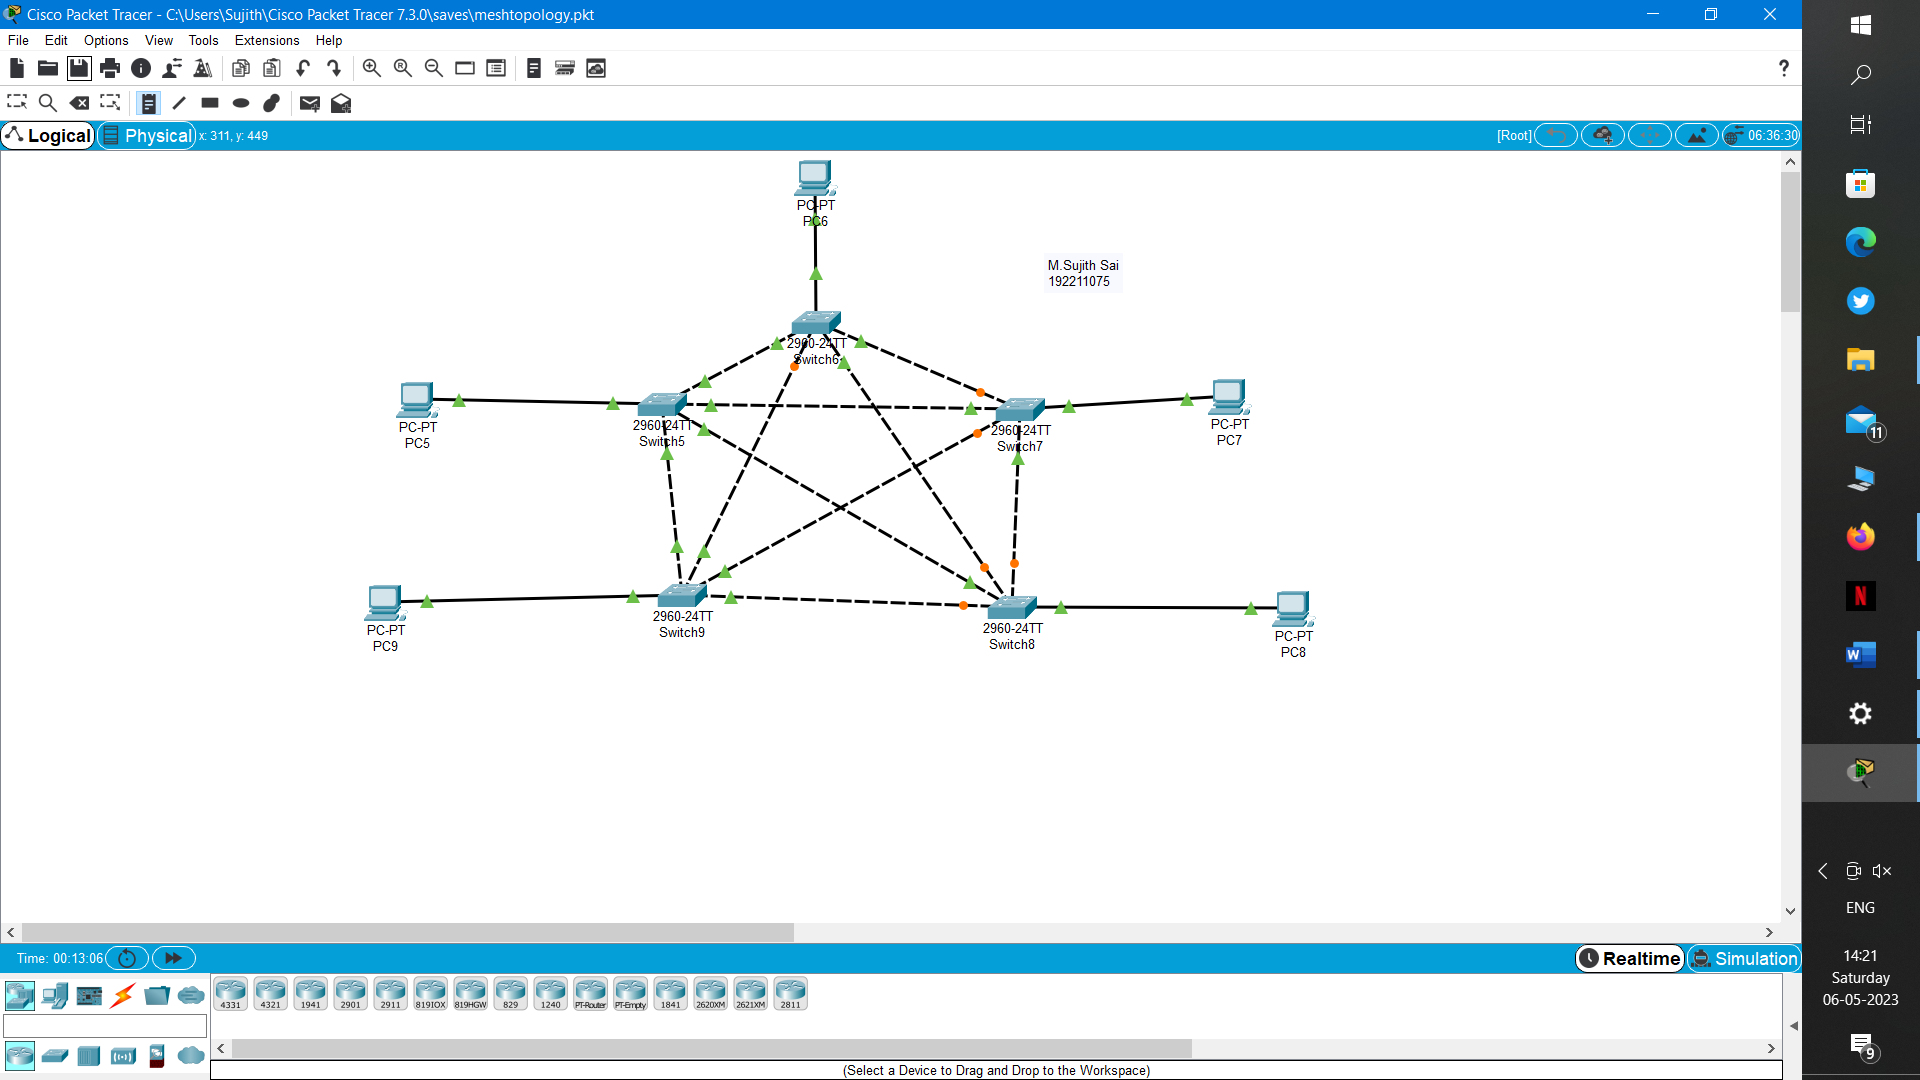 Cisco Packet Tracer - C:\Users\Sujith\Cisco Packet Tracer 7.3.0\saves\meshtopology.pkt
File Edit Options View Tools Extensions Help
Logical Physical x: 311, y: 449 [Root] 06:36:30
PC-PT
PC6
M.Sujith Sai
192211075
2960-24TT
Switch6
PC-PT
PC5
2960-24TT
Switch5
2960-24TT
Switch7
PC-PT
PC7
PC-PT
PC9
2960-24TT
Switch9
2960-24TT
Switch8
PC-PT
PC8
11
Time: 00:13:06 Realtime Simulation
4331 4321 1941 2901 2911 819IOX 819HGW 829 1240 PT-Router PT-Empty 1841 2620XM 2621XM 2811
(Select a Device to Drag and Drop to the Workspace)
ENG
14:21
Saturday
06-05-2023
9